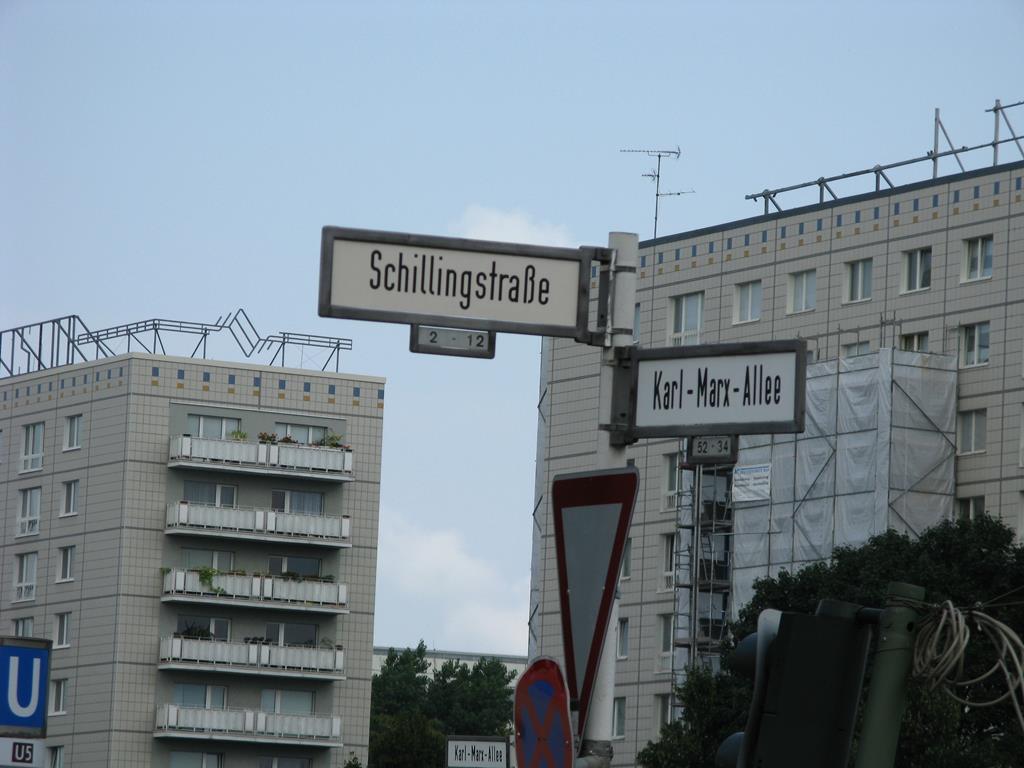 Schillingstraße
2 - 12
Karl-Marx-Allee
52-34
U
U5
Karl-Marx-Allee